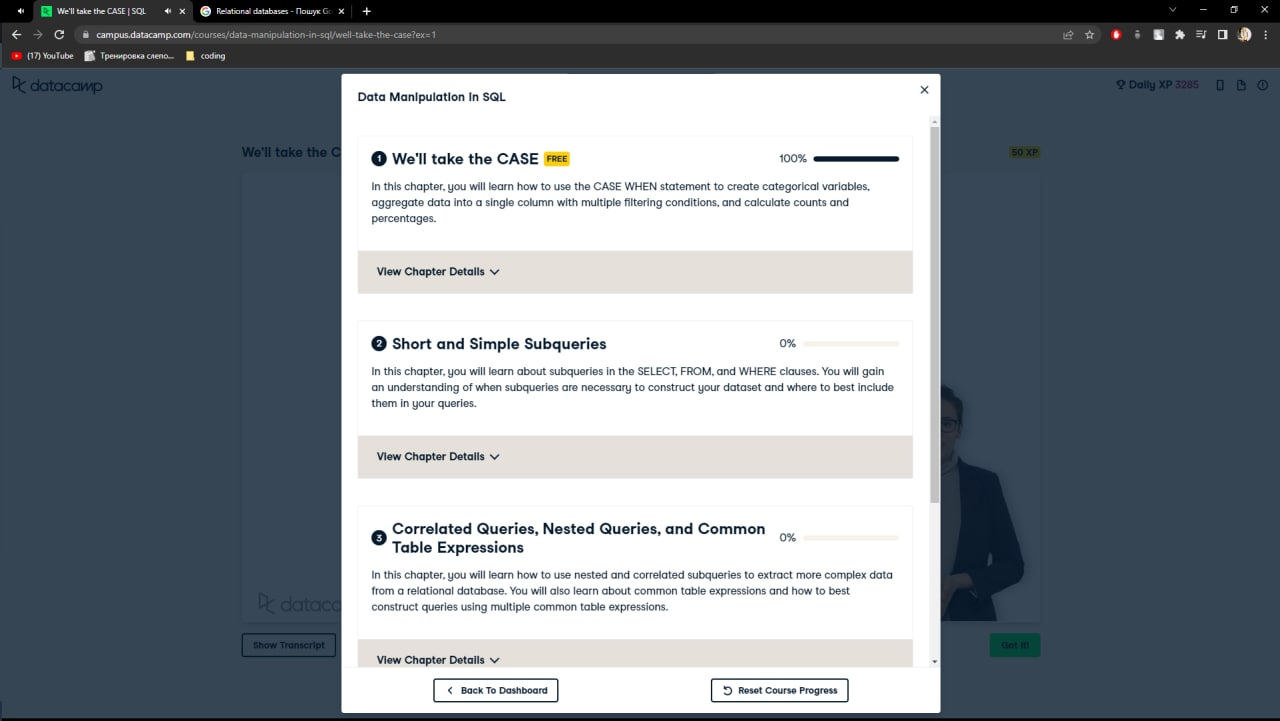 We'll take the CASE | SQL
Relational databases - Пошук Go
campus.datacamp.com/courses/data-manipulation-in-sql/well-take-the-case?ex=1
(17) YouTube
Тренировка слепо...
coding
datacamp
Daily XP 3285
Data Manipulation in SQL
We'll take the C
50 XP
1 We'll take the CASE FREE 100%
In this chapter, you will learn how to use the CASE WHEN statement to create categorical variables,
aggregate data into a single column with multiple filtering conditions, and calculate counts and
percentages.
View Chapter Details
2 Short and Simple Subqueries 0%
In this chapter, you will learn about subqueries in the SELECT, FROM, and WHERE clauses. You will gain
an understanding of when subqueries are necessary to construct your dataset and where to best include
them in your queries.
View Chapter Details
3 Correlated Queries, Nested Queries, and Common
Table Expressions
0%
In this chapter, you will learn how to use nested and correlated subqueries to extract more complex data
from a relational database. You will also learn about common table expressions and how to best
construct queries using multiple common table expressions.
dataca
Show Transcript
Got it!
View Chapter Details
Back To Dashboard
Reset Course Progress